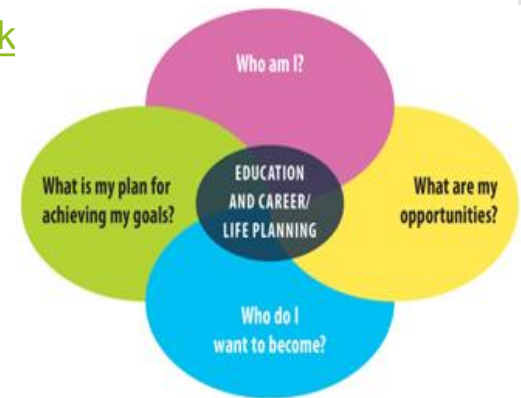 k
Who am I?
What is my plan for
achieving my goals?
EDUCATION
AND CAREER/
LIFE PLANNING
What are my
opportunities?
Who do I
want to become?